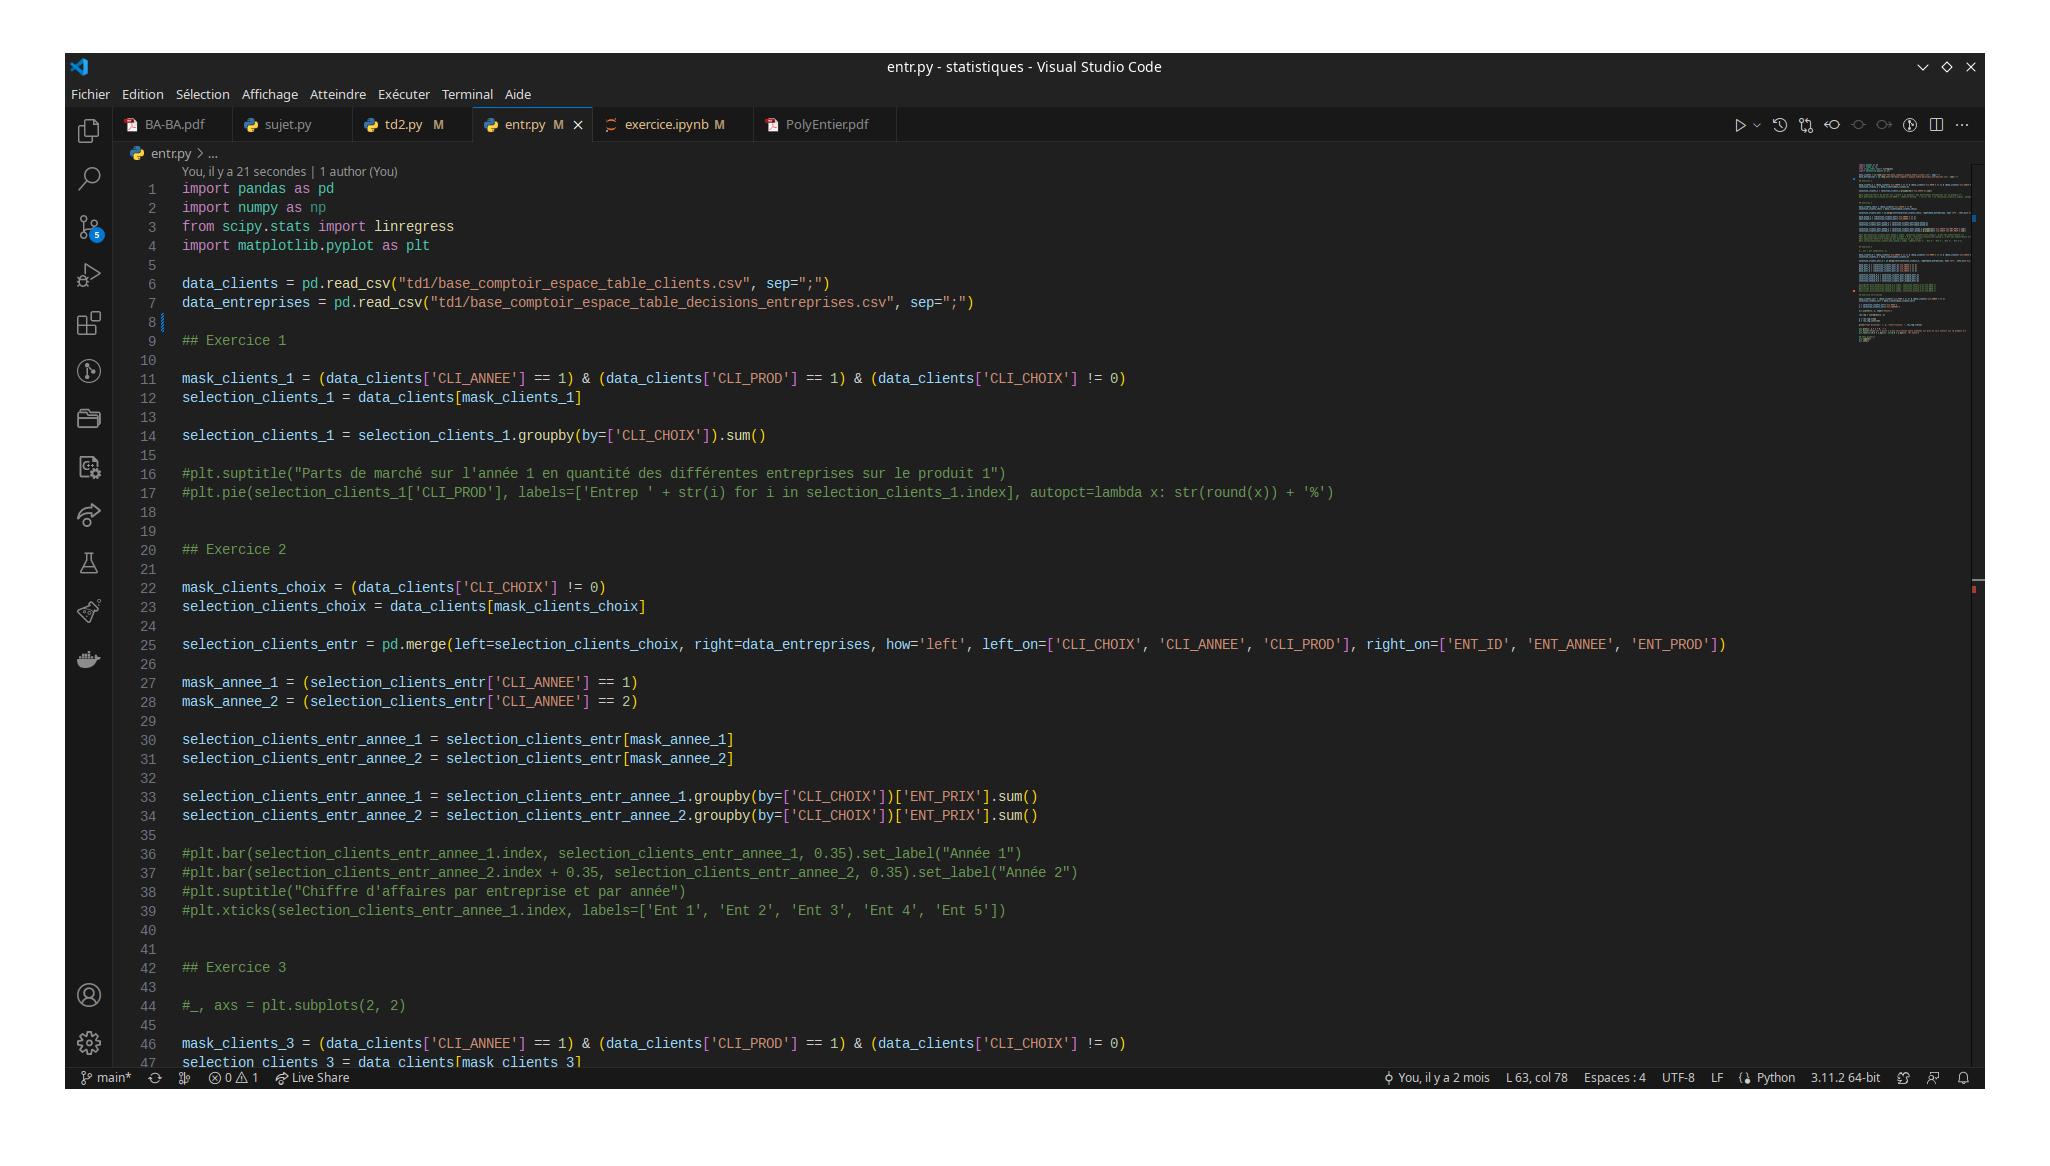 entr.py - statistiques - Visual Studio Code
Fichier Edition Sélection Affichage Atteindre Exécuter Terminal Aide
BA-BA.pdf sujet.py td2.py M entr.py M exercice.ipynb M PolyEntier.pdf
entr.py > ...
You, il y a 21 secondes | 1 author (You)
1 import pandas as pd
2 import numpy as np
3 from scipy.stats import linregress
4 import matplotlib.pyplot as plt
5
6 data_clients = pd.read_csv("td1/base_comptoir_espace_table_clients.csv", sep=";")
7 data_entreprises = pd.read_csv("td1/base_comptoir_espace_table_decisions_entreprises.csv", sep=";")
8
9 ## Exercice 1
10
11 mask_clients_1 = (data_clients['CLI_ANNEE'] == 1) & (data_clients['CLI_PROD'] == 1) & (data_clients['CLI_CHOIX'] != 0)
12 selection_clients_1 = data_clients[mask_clients_1]
13
14 selection_clients_1 = selection_clients_1.groupby(by=['CLI_CHOIX']).sum()
15
16 #plt.suptitle("Parts de marché sur l'année 1 en quantité des différentes entreprises sur le produit 1")
17 #plt.pie(selection_clients_1['CLI_PROD'], labels=['Entrep ' + str(i) for i in selection_clients_1.index], autopct=lambda x: str(round(x)) + '%')
18
19
20 ## Exercice 2
21
22 mask_clients_choix = (data_clients['CLI_CHOIX'] != 0)
23 selection_clients_choix = data_clients[mask_clients_choix]
24
25 selection_clients_entr = pd.merge(left=selection_clients_choix, right=data_entreprises, how='left', left_on=['CLI_CHOIX', 'CLI_ANNEE', 'CLI_PROD'], right_on=['ENT_ID', 'ENT_ANNEE', 'ENT_PROD'])
26
27 mask_annee_1 = (selection_clients_entr['CLI_ANNEE'] == 1)
28 mask_annee_2 = (selection_clients_entr['CLI_ANNEE'] == 2)
29
30 selection_clients_entr_annee_1 = selection_clients_entr[mask_annee_1]
31 selection_clients_entr_annee_2 = selection_clients_entr[mask_annee_2]
32
33 selection_clients_entr_annee_1 = selection_clients_entr_annee_1.groupby(by=['CLI_CHOIX'])['ENT_PRIX'].sum()
34 selection_clients_entr_annee_2 = selection_clients_entr_annee_2.groupby(by=['CLI_CHOIX'])['ENT_PRIX'].sum()
35
36 #plt.bar(selection_clients_entr_annee_1.index, selection_clients_entr_annee_1, 0.35).set_label("Année 1")
37 #plt.bar(selection_clients_entr_annee_2.index + 0.35, selection_clients_entr_annee_2, 0.35).set_label("Année 2")
38 #plt.suptitle("Chiffre d'affaires par entreprise et par année")
39 #plt.xticks(selection_clients_entr_annee_1.index, labels=['Ent 1', 'Ent 2', 'Ent 3', 'Ent 4', 'Ent 5'])
40
41
42 ## Exercice 3
43
44 #_, axs = plt.subplots(2, 2)
45
46 mask_clients_3 = (data_clients['CLI_ANNEE'] == 1) & (data_clients['CLI_PROD'] == 1) & (data_clients['CLI_CHOIX'] != 0)
47 selection_clients_3 = data_clients[mask_clients_3]
5
main* 0 1 Live Share You, il y a 2 mois L 63, col 78 Espaces : 4 UTF-8 LF Python 3.11.2 64-bit